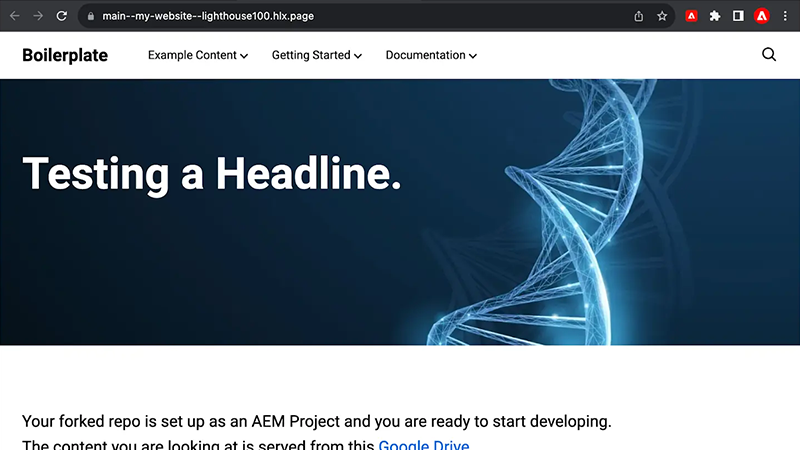 main--my-website--lighthouse100.hlx.page
Boilerplate
Example Content
Getting Started
Documentation
Testing a Headline.
Your forked repo is set up as an AEM Project and you are ready to start developing.
The content you are looking at is served from this Google Drive